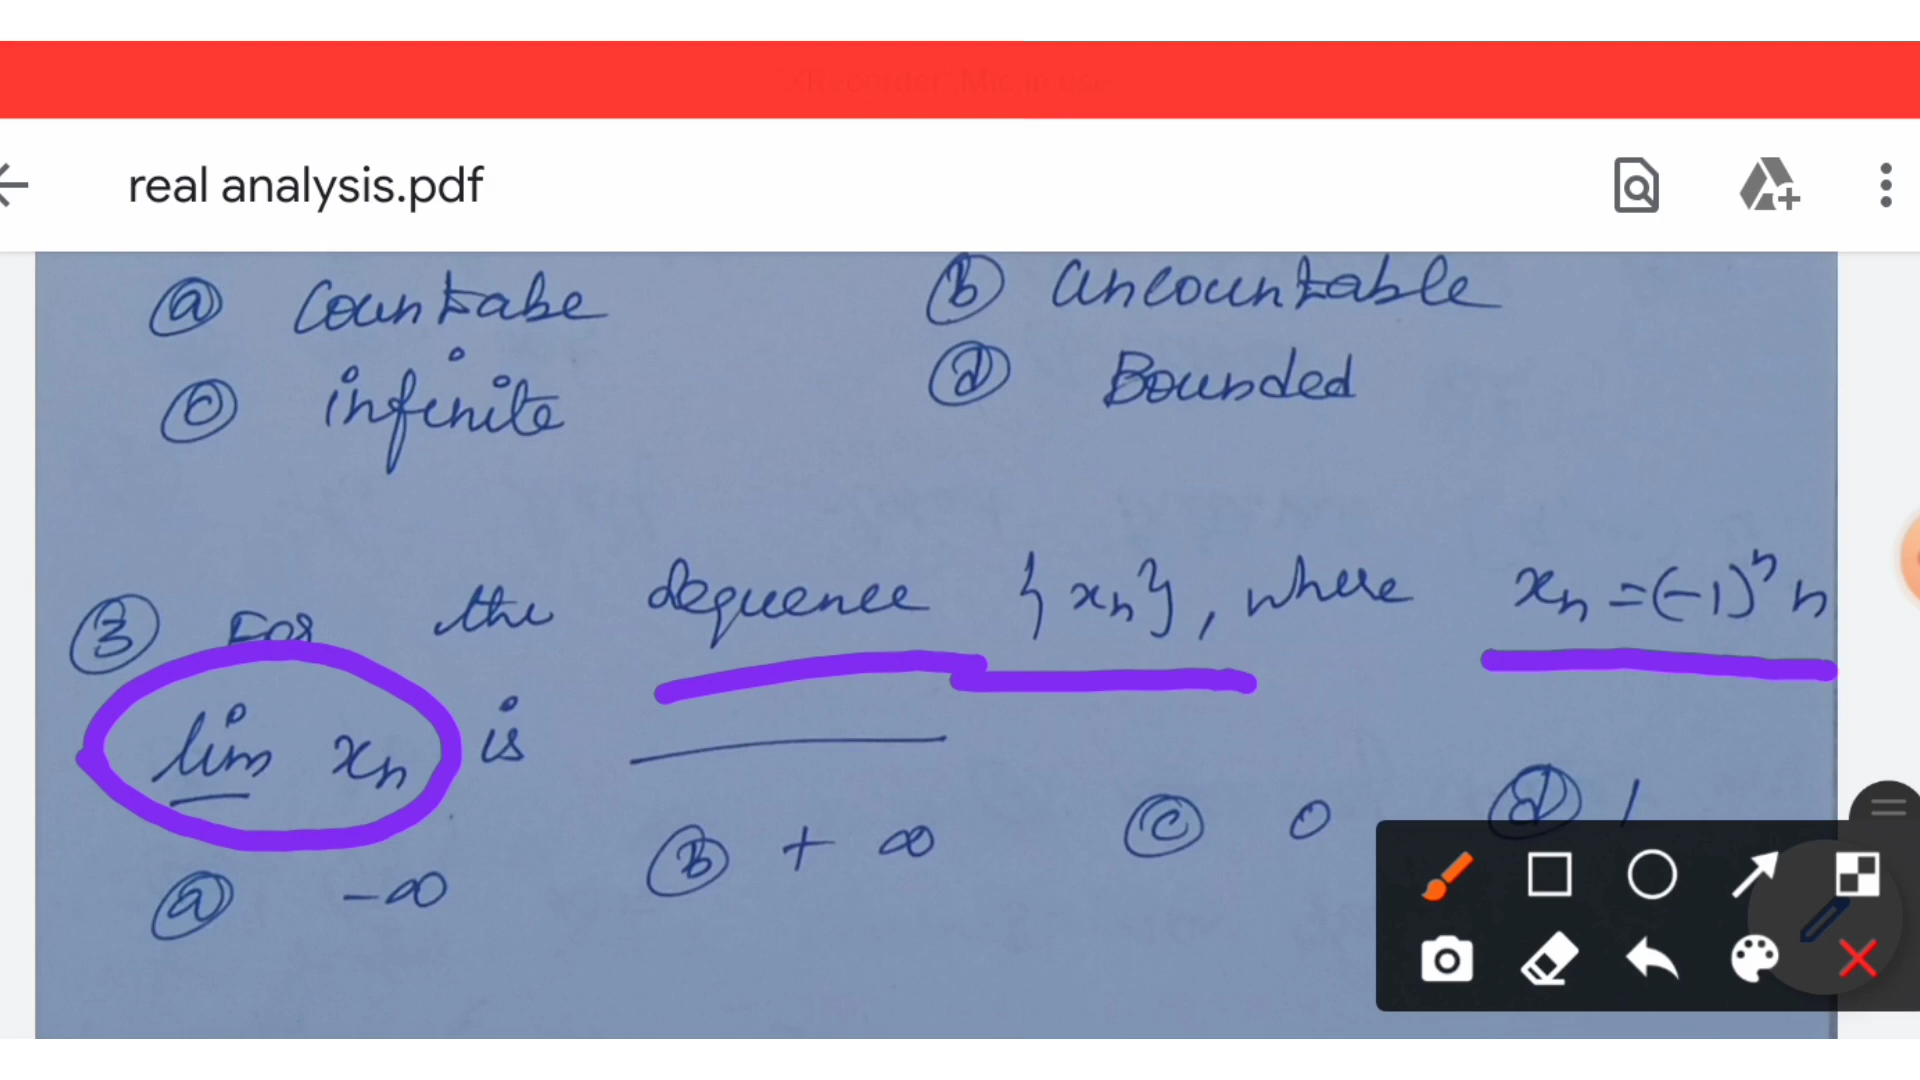 real analysis.pdf
ⓐ Countabe ⓑ uncountable
ⓒ infinite ⓓ Bounded
③ For the sequence {xₙ}, where xₙ = (-1)ⁿ n
lim xₙ is ______
ⓐ -∞ ⓑ + ∞ ⓒ 0 ⓓ 1